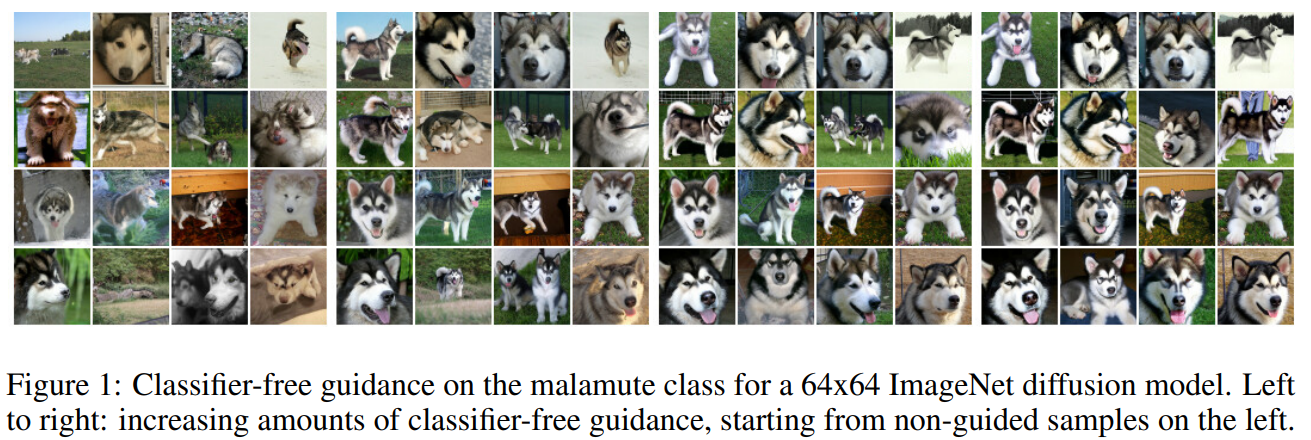 Figure 1: Classifier-free guidance on the malamute class for a 64x64 ImageNet diffusion model. Left
to right: increasing amounts of classifier-free guidance, starting from non-guided samples on the left.